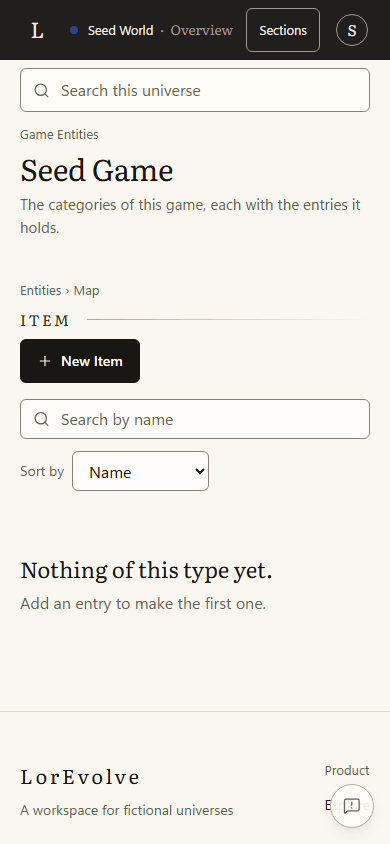 L Seed World · Overview Sections S
Search this universe
Game Entities
Seed Game
The categories of this game, each with the entries it
holds.
Entities › Map
ITEM
+ New Item
Search by name
Sort by Name
Nothing of this type yet.
Add an entry to make the first one.
LorEvolve Product
A workspace for fictional universes